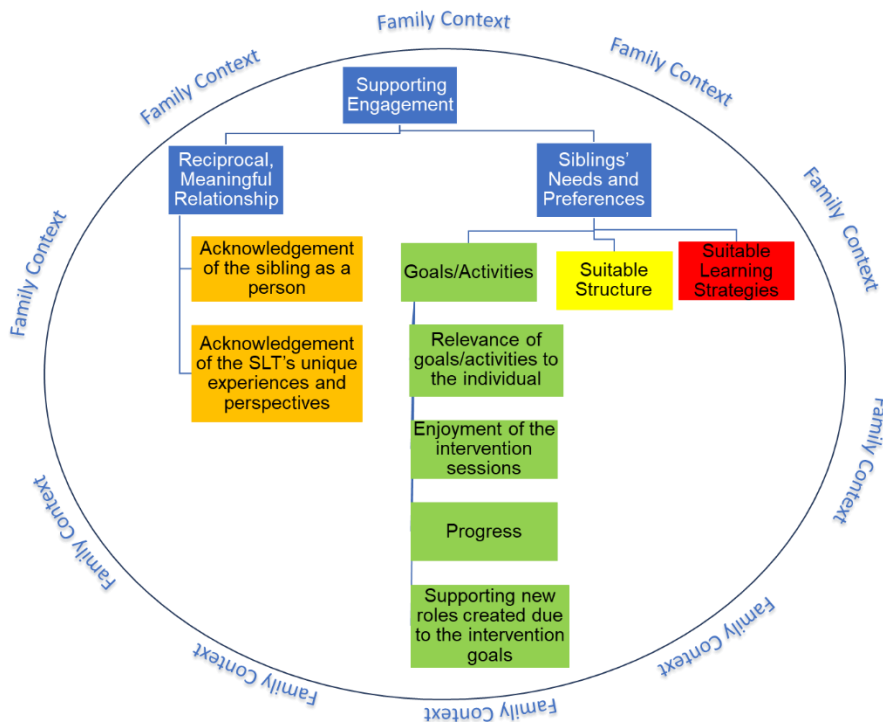 Family Context
Family Context
Family Context
Supporting
Engagement
Reciprocal,
Meaningful
Relationship
Siblings'
Needs and
Preferences
Family Context
Family Context
Acknowledgement
of the sibling as a
person
Goals/Activities
Suitable
Structure
Suitable
Learning
Strategies
Acknowledgement
of the SLT's unique
experiences and
perspectives
Relevance of
goals/activities to
the individual
Enjoyment of the
intervention
sessions
Family Context
Family Context
Progress
Supporting new
roles created due to
the intervention
goals
Family Context
Family Context
Family Context